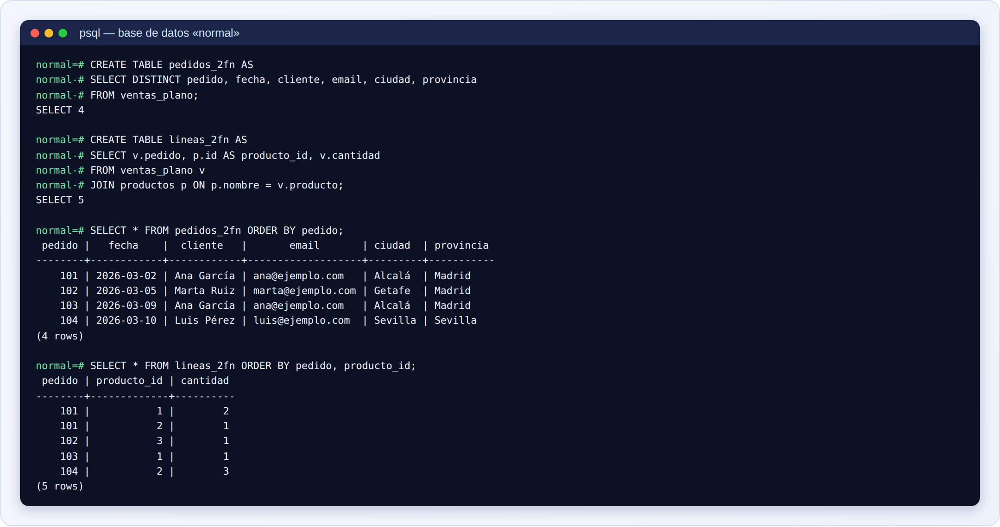 psql — base de datos «normal»
normal=# CREATE TABLE pedidos_2fn AS
normal-# SELECT DISTINCT pedido, fecha, cliente, email, ciudad, provincia
normal-# FROM ventas_plano;
SELECT 4
normal=# CREATE TABLE lineas_2fn AS
normal-# SELECT v.pedido, p.id AS producto_id, v.cantidad
normal-# FROM ventas_plano v
normal-# JOIN productos p ON p.nombre = v.producto;
SELECT 5
normal=# SELECT * FROM pedidos_2fn ORDER BY pedido;
 pedido |   fecha    |  cliente   |       email       | ciudad  | provincia
--------+------------+------------+-------------------+---------+-----------
    101 | 2026-03-02 | Ana García | ana@ejemplo.com   | Alcalá  | Madrid
    102 | 2026-03-05 | Marta Ruiz | marta@ejemplo.com | Getafe  | Madrid
    103 | 2026-03-09 | Ana García | ana@ejemplo.com   | Alcalá  | Madrid
    104 | 2026-03-10 | Luis Pérez | luis@ejemplo.com  | Sevilla | Sevilla
(4 rows)
normal=# SELECT * FROM lineas_2fn ORDER BY pedido, producto_id;
 pedido | producto_id | cantidad
--------+-------------+----------
    101 |           1 |        2
    101 |           2 |        1
    102 |           3 |        1
    103 |           1 |        1
    104 |           2 |        3
(5 rows)